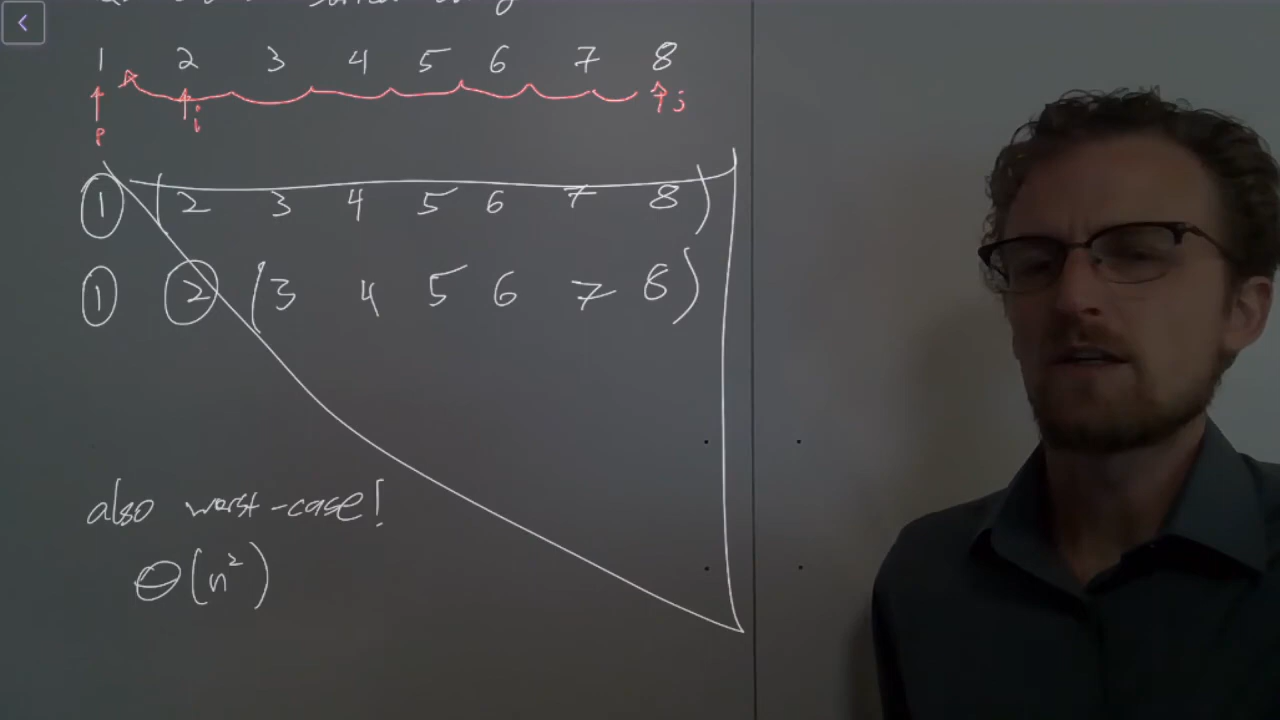 1 2 3 4 5 6 7 8
p i j
1 (2 3 4 5 6 7 8)
1 2 (3 4 5 6 7 8)
also worst-case!
Θ(n²)